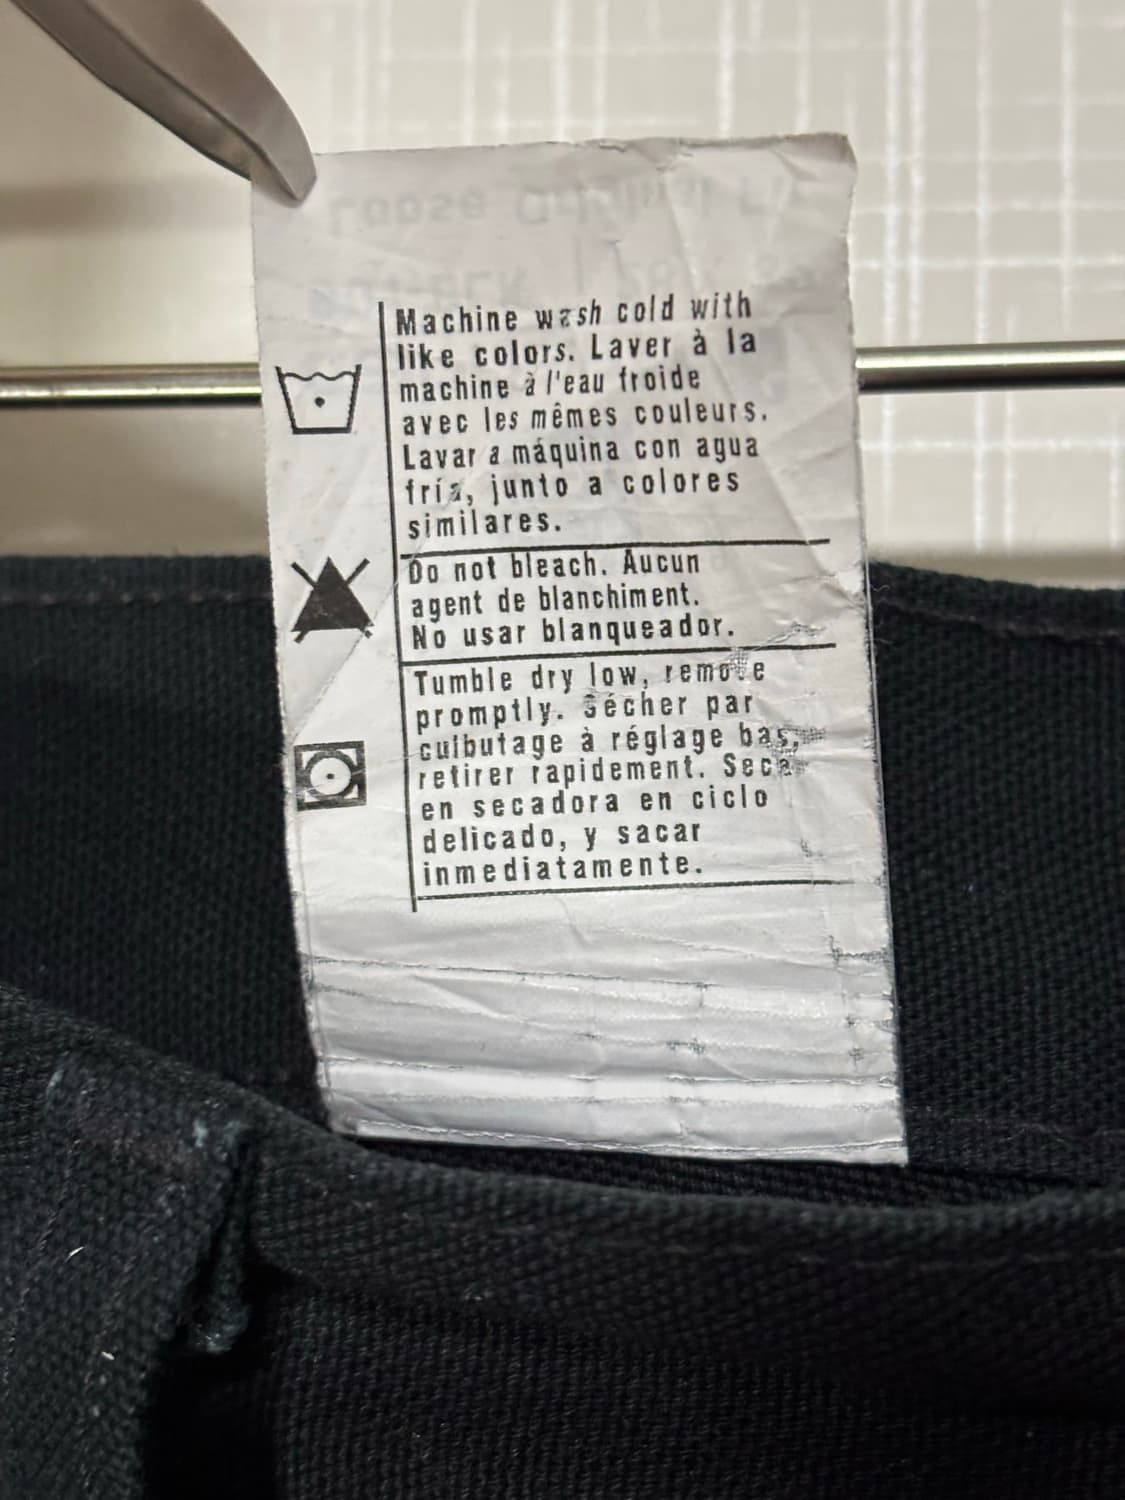 Machine wash cold with
like colors. Laver à la
machine à l'eau froide
avec les mêmes couleurs.
Lavar a máquina con agua
fría, junto a colores
similares.
Do not bleach. Aucun
agent de blanchiment.
No usar blanqueador.
Tumble dry low, remove
promptly. Sécher par
culbutage à réglage bas,
retirer rapidement. Seca
en secadora en ciclo
delicado, y sacar
inmediatamente.